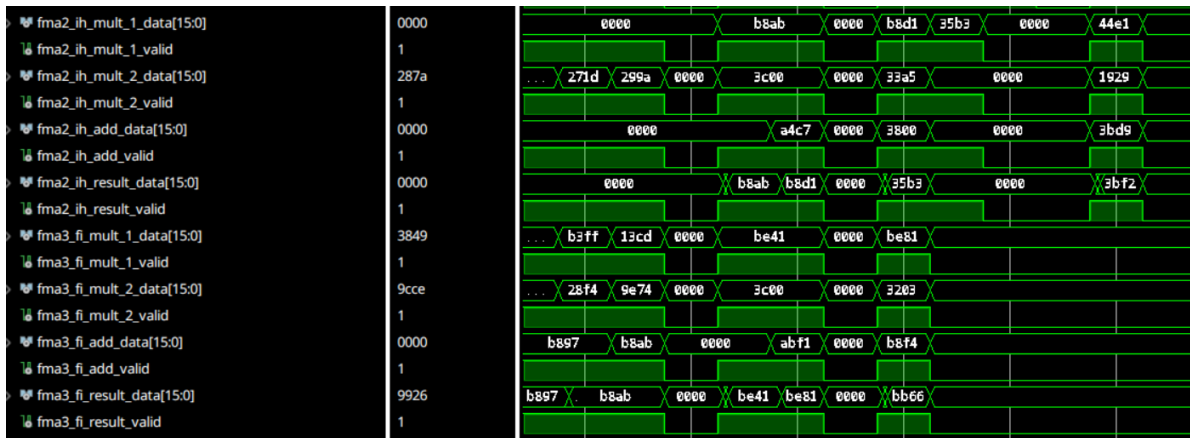 fma2_ih_mult_1_data[15:0] 0000 0000 b8ab 0000 b8d1 35b3 0000 44e1
fma2_ih_mult_1_valid 1
fma2_ih_mult_2_data[15:0] 287a ... 271d 299a 0000 3c00 0000 33a5 0000 1929
fma2_ih_mult_2_valid 1
fma2_ih_add_data[15:0] 0000 0000 a4c7 0000 3800 0000 3bd9
fma2_ih_add_valid 1
fma2_ih_result_data[15:0] 0000 0000 b8ab b8d1 0000 35b3 0000 3bf2
fma2_ih_result_valid 1
fma3_fi_mult_1_data[15:0] 3849 ... b3ff 13cd 0000 be41 0000 be81
fma3_fi_mult_1_valid 1
fma3_fi_mult_2_data[15:0] 9cce ... 28f4 9e74 0000 3c00 0000 3203
fma3_fi_mult_2_valid 1
fma3_fi_add_data[15:0] 0000 b897 b8ab 0000 abf1 0000 b8f4
fma3_fi_add_valid 1
fma3_fi_result_data[15:0] 9926 b897 . b8ab 0000 be41 be81 0000 bb66
fma3_fi_result_valid 1